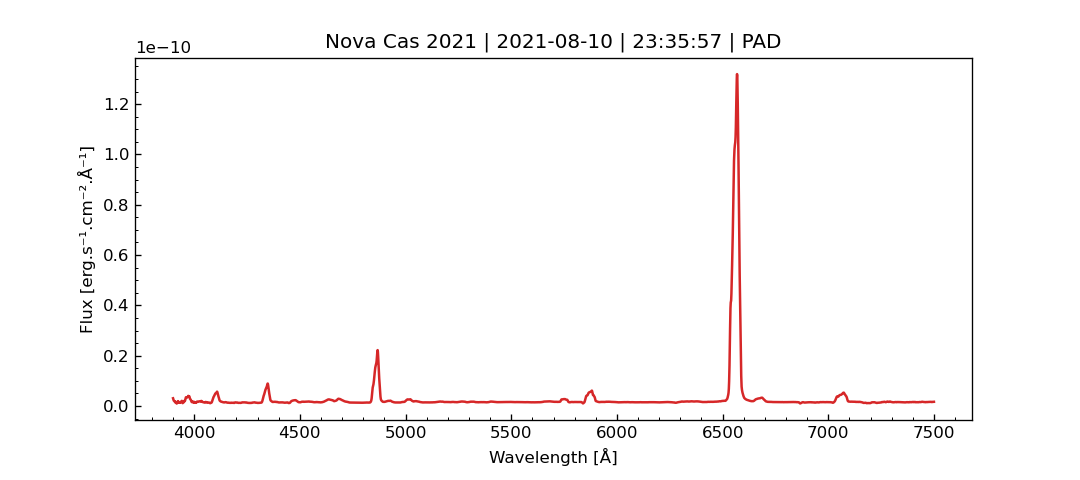 Nova Cas 2021 | 2021-08-10 | 23:35:57 | PAD
1e−10
1.2
1.0
0.8
0.6
0.4
0.2
0.0
Flux [erg.s⁻¹.cm⁻².Å⁻¹]
4000 4500 5000 5500 6000 6500 7000 7500
Wavelength [Å]